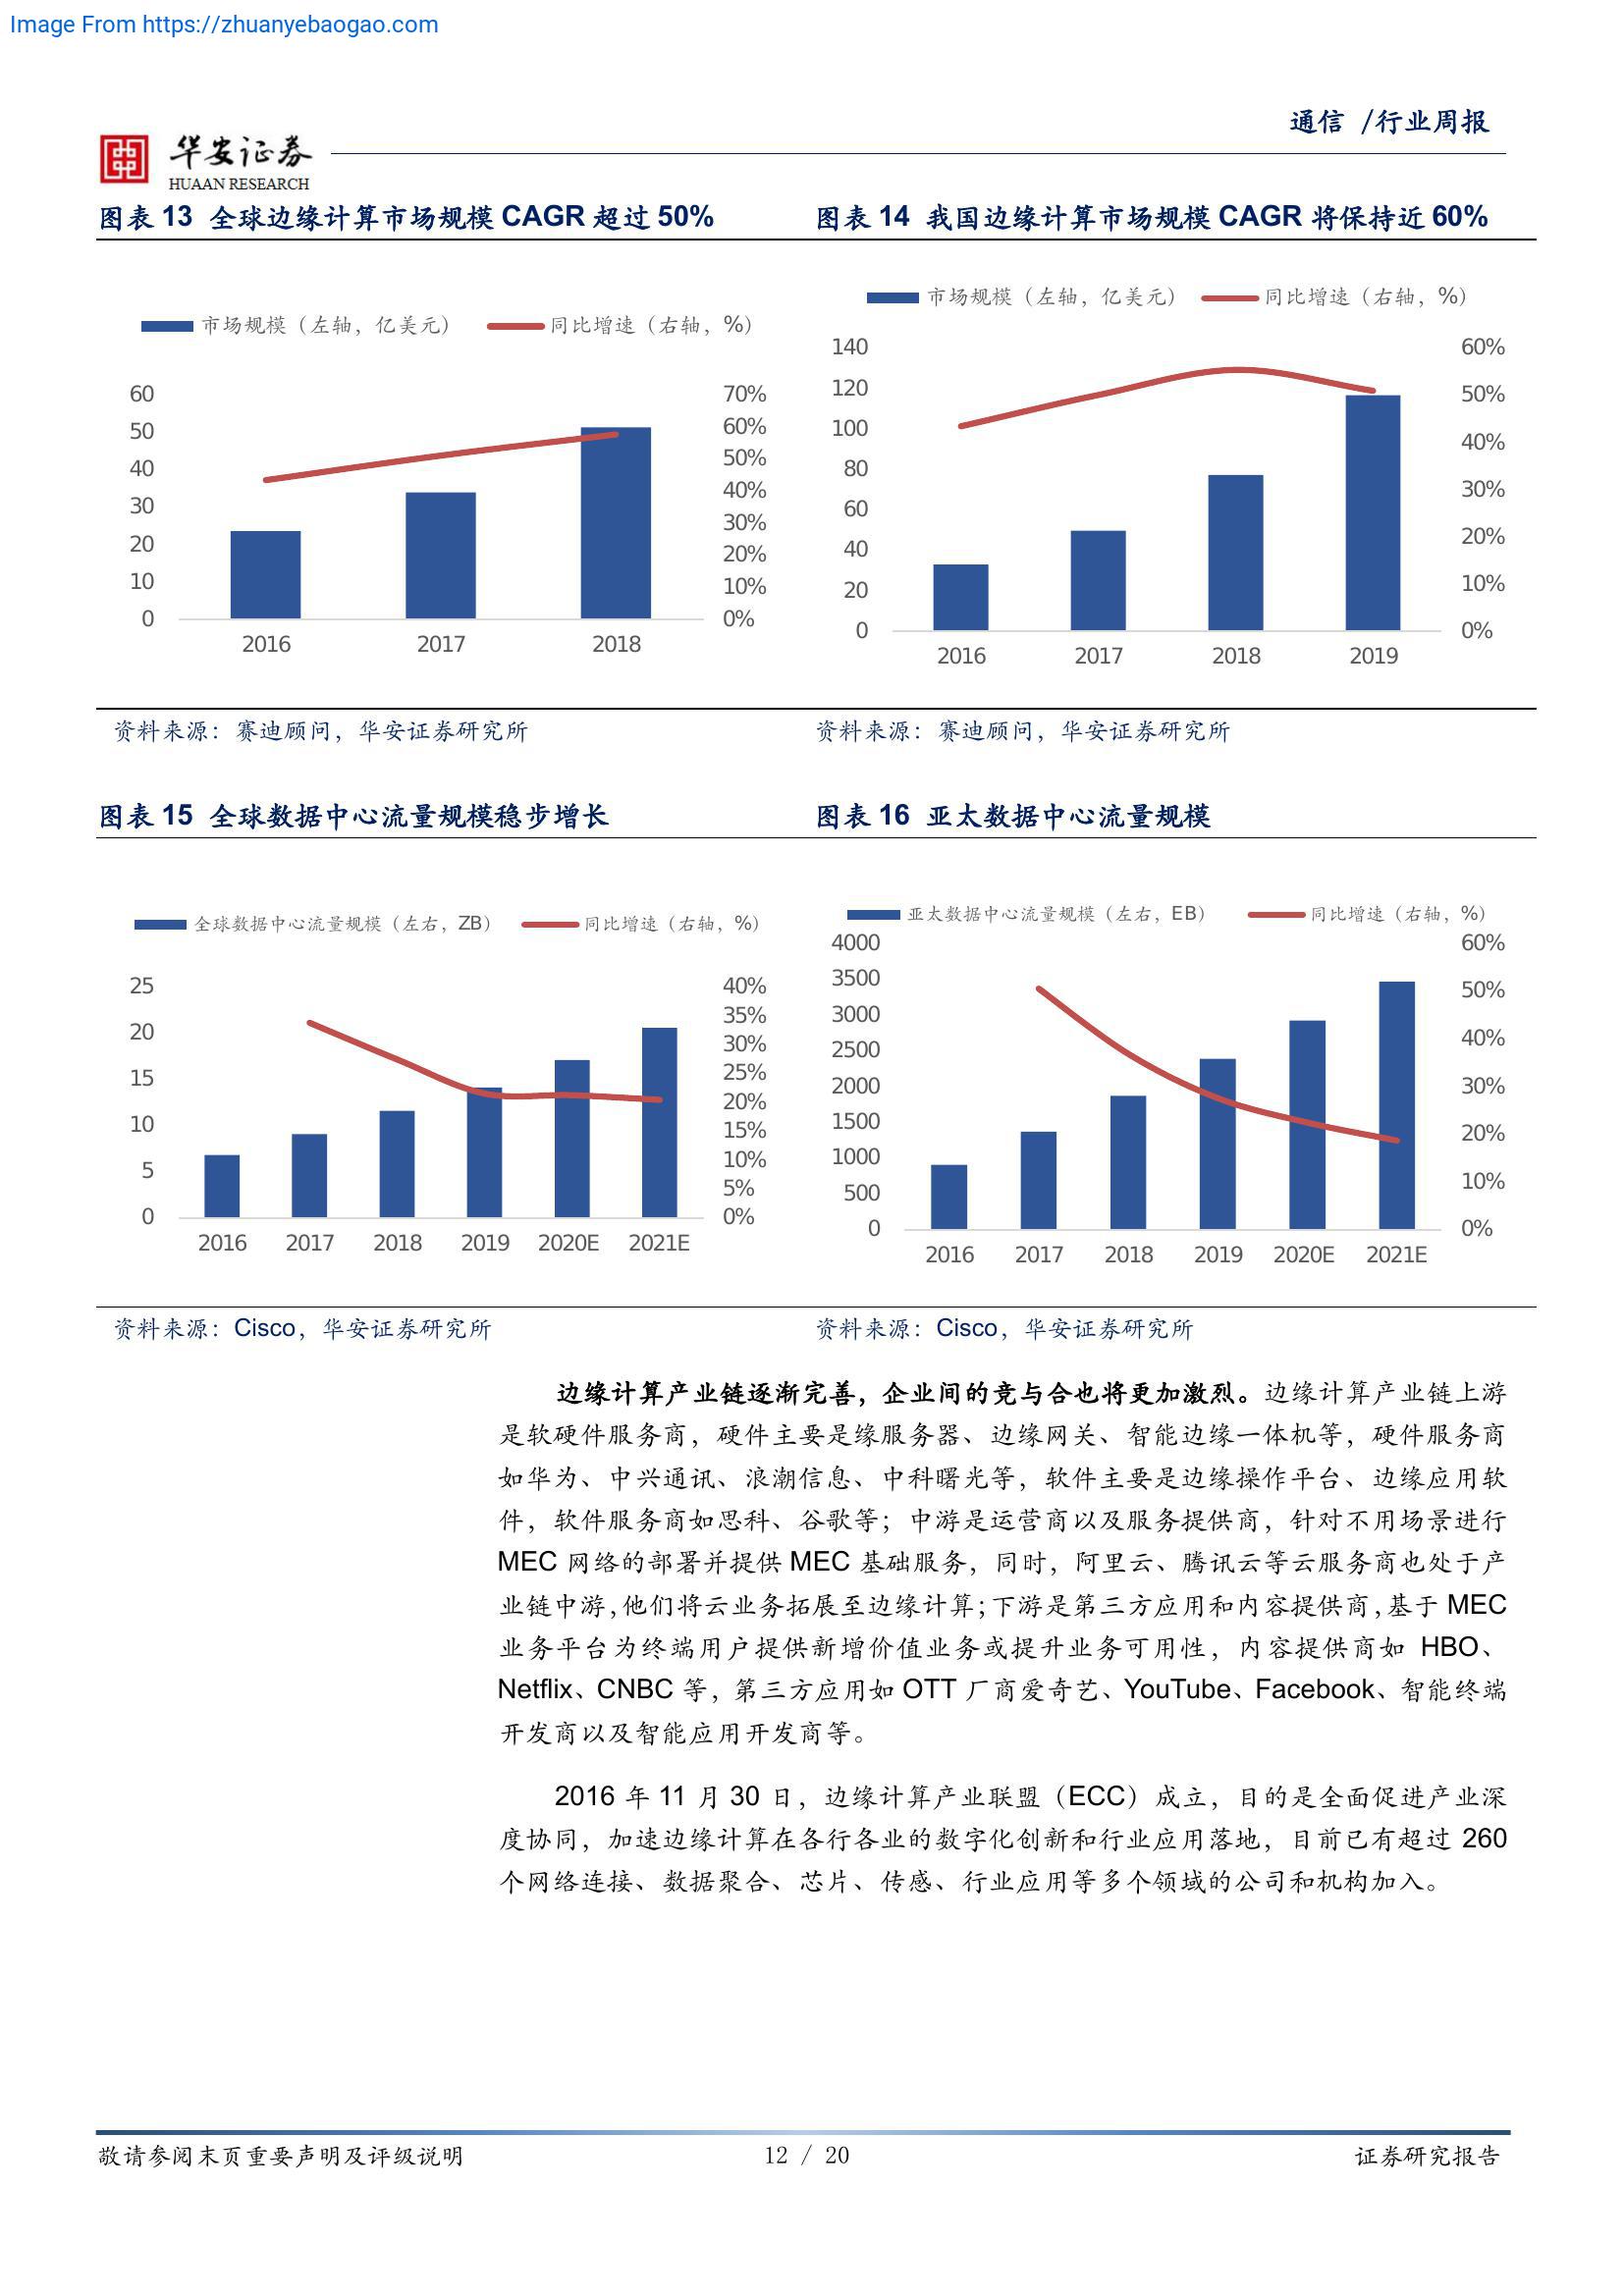 Image From https://zhuanyebaogao.com
通信 /行业周报
华安证券
HUAAN RESEARCH
图表 13 全球边缘计算市场规模 CAGR 超过 50%
图表 14 我国边缘计算市场规模 CAGR 将保持近 60%
市场规模（左轴，亿美元） 同比增速（右轴，%）
60 70%
50 60%
40 50%
30 40%
20 30%
10 20%
0 10%
0%
2016 2017 2018
市场规模（左轴，亿美元） 同比增速（右轴，%）
140 60%
120 50%
100 40%
80 30%
60 20%
40 10%
20 0%
0
2016 2017 2018 2019
资料来源：赛迪顾问，华安证券研究所
资料来源：赛迪顾问，华安证券研究所
图表 15 全球数据中心流量规模稳步增长
图表 16 亚太数据中心流量规模
全球数据中心流量规模（左右，ZB） 同比增速（右轴，%）
25 40%
20 35%
15 30%
10 25%
5 20%
0 15%
10%
5%
0%
2016 2017 2018 2019 2020E 2021E
亚太数据中心流量规模（左右，EB） 同比增速（右轴，%）
4000 60%
3500 50%
3000 40%
2500 30%
2000 20%
1500 10%
1000 0%
500
0
2016 2017 2018 2019 2020E 2021E
资料来源：Cisco，华安证券研究所
资料来源：Cisco，华安证券研究所
边缘计算产业链逐渐完善，企业间的竞与合也将更加激烈。边缘计算产业链上游
是软硬件服务商，硬件主要是缘服务器、边缘网关、智能边缘一体机等，硬件服务商
如华为、中兴通讯、浪潮信息、中科曙光等，软件主要是边缘操作平台、边缘应用软
件，软件服务商如思科、谷歌等；中游是运营商以及服务提供商，针对不用场景进行
MEC 网络的部署并提供 MEC 基础服务，同时，阿里云、腾讯云等云服务商也处于产
业链中游，他们将云业务拓展至边缘计算；下游是第三方应用和内容提供商，基于 MEC
业务平台为终端用户提供新增价值业务或提升业务可用性，内容提供商如 HBO、
Netflix、CNBC 等，第三方应用如 OTT 厂商爱奇艺、YouTube、Facebook、智能终端
开发商以及智能应用开发商等。
2016 年 11 月 30 日，边缘计算产业联盟（ECC）成立，目的是全面促进产业深
度协同，加速边缘计算在各行各业的数字化创新和行业应用落地，目前已有超过 260
个网络连接、数据聚合、芯片、传感、行业应用等多个领域的公司和机构加入。
敬请参阅末页重要声明及评级说明
12 / 20
证券研究报告